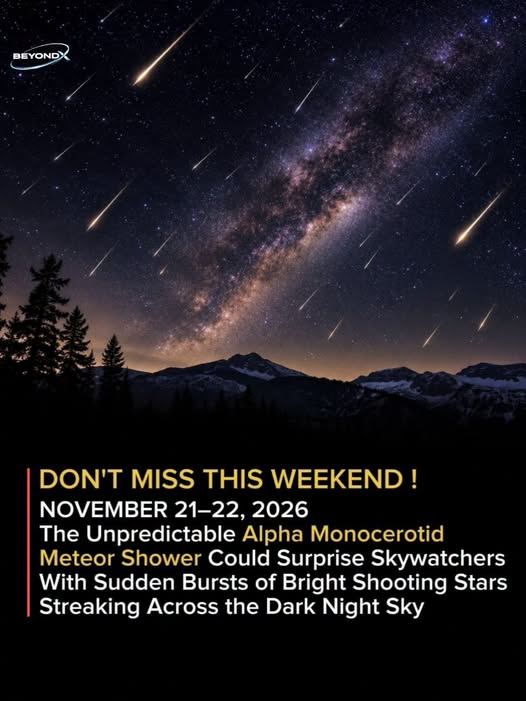 BEYONDX
DON'T MISS THIS WEEKEND !
NOVEMBER 21–22, 2026
The Unpredictable Alpha Monocerotid
Meteor Shower Could Surprise Skywatchers
With Sudden Bursts of Bright Shooting Stars
Streaking Across the Dark Night Sky